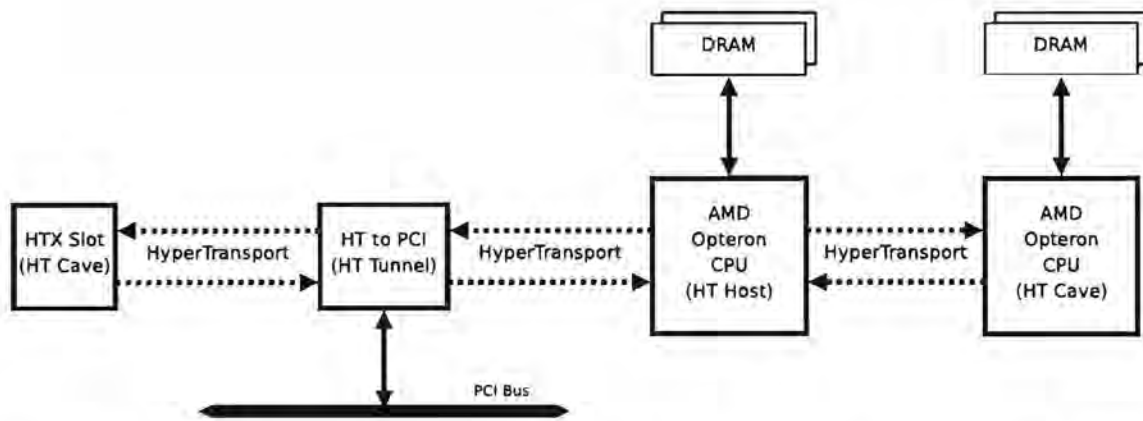 DRAM
DRAM
HTX Slot
(HT Cave)
HyperTransport
HT to PCI
(HT Tunnel)
HyperTransport
AMD
Opteron
CPU
(HT Host)
HyperTransport
AMD
Opteron
CPU
(HT Cave)
PCI Bus